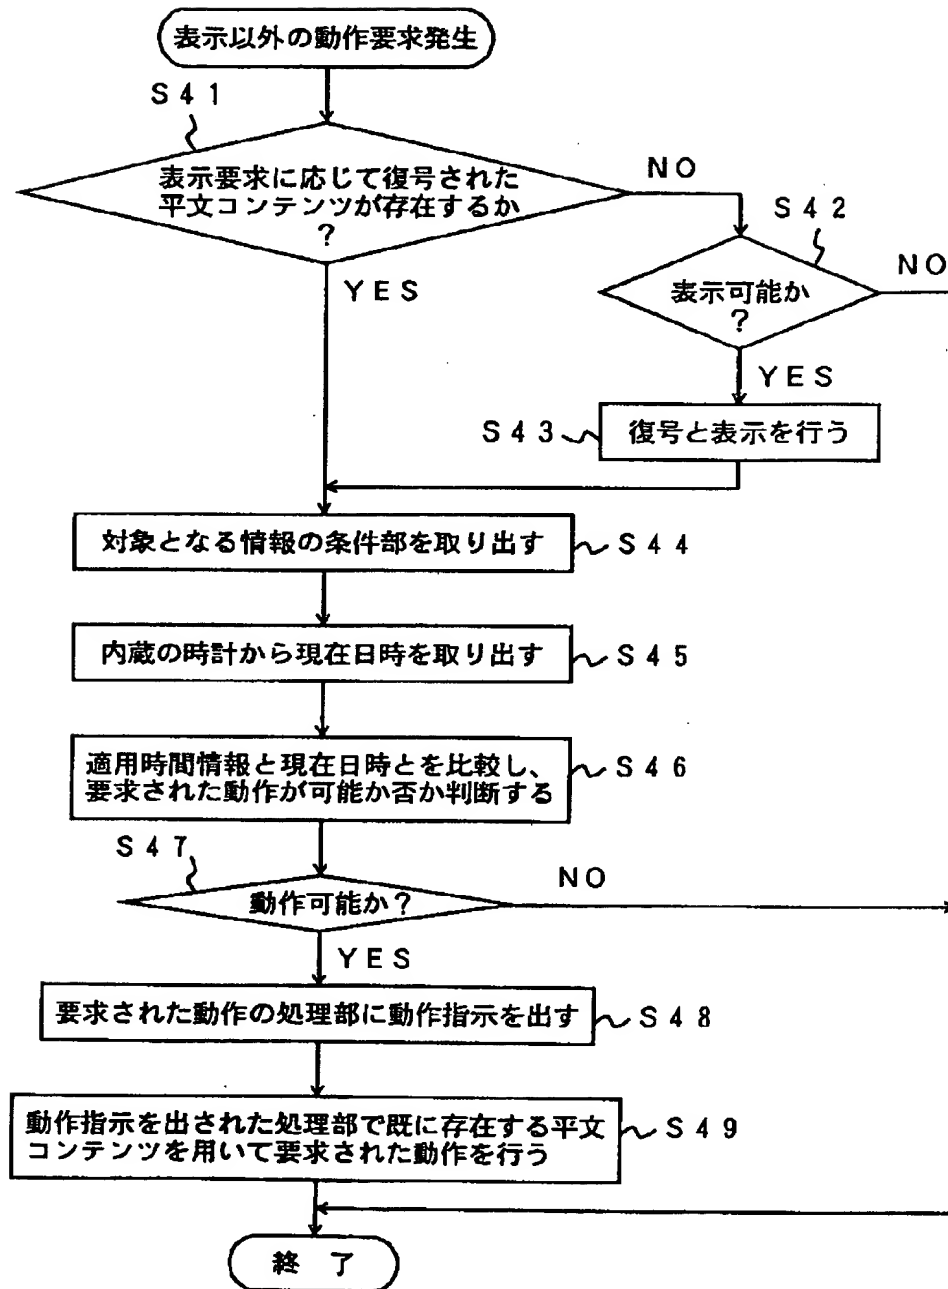 表示以外の動作要求発生
S41
表示要求に応じて復号された
平文コンテンツが存在するか
?
NO
YES
S42
表示可能か
?
NO
YES
S43
復号と表示を行う
対象となる情報の条件部を取り出す
S44
内蔵の時計から現在日時を取り出す
S45
適用時間情報と現在日時とを比較し、
要求された動作が可能か否か判断する
S46
S47
動作可能か?
NO
YES
要求された動作の処理部に動作指示を出す
S48
動作指示を出された処理部で既に存在する平文
コンテンツを用いて要求された動作を行う
S49
終 了